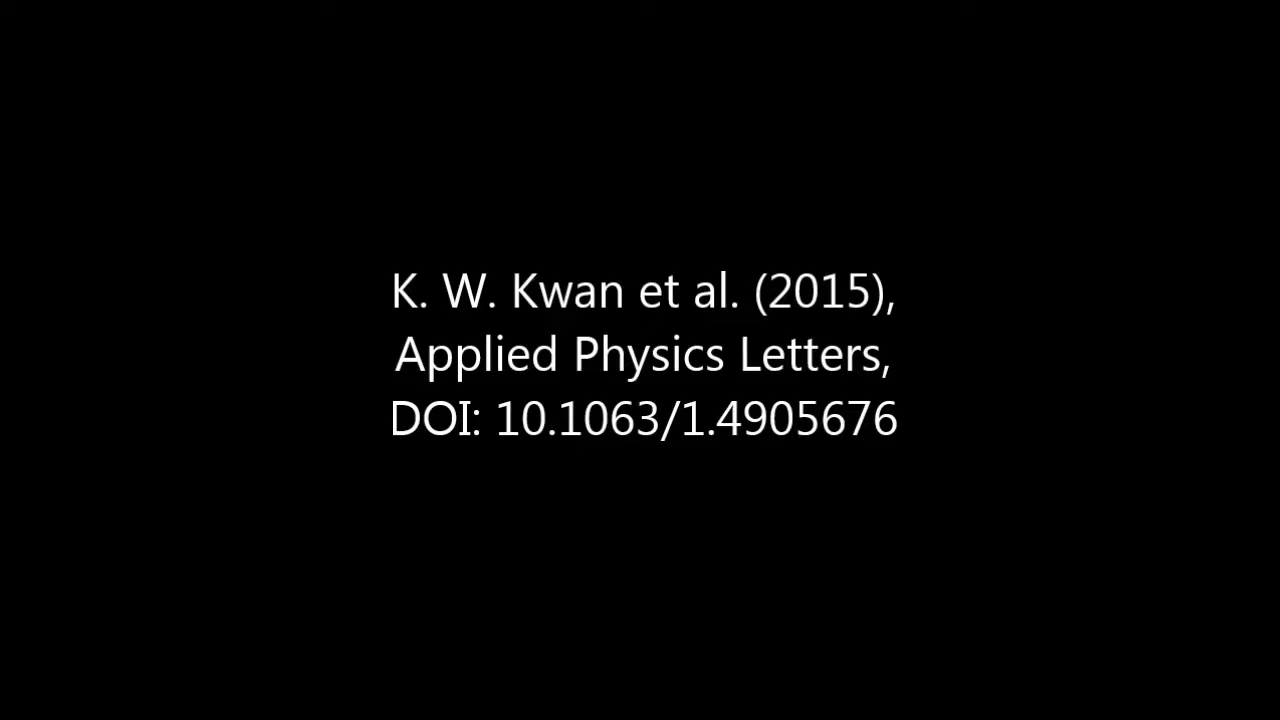 K. W. Kwan et al. (2015),
Applied Physics Letters,
DOI: 10.1063/1.4905676